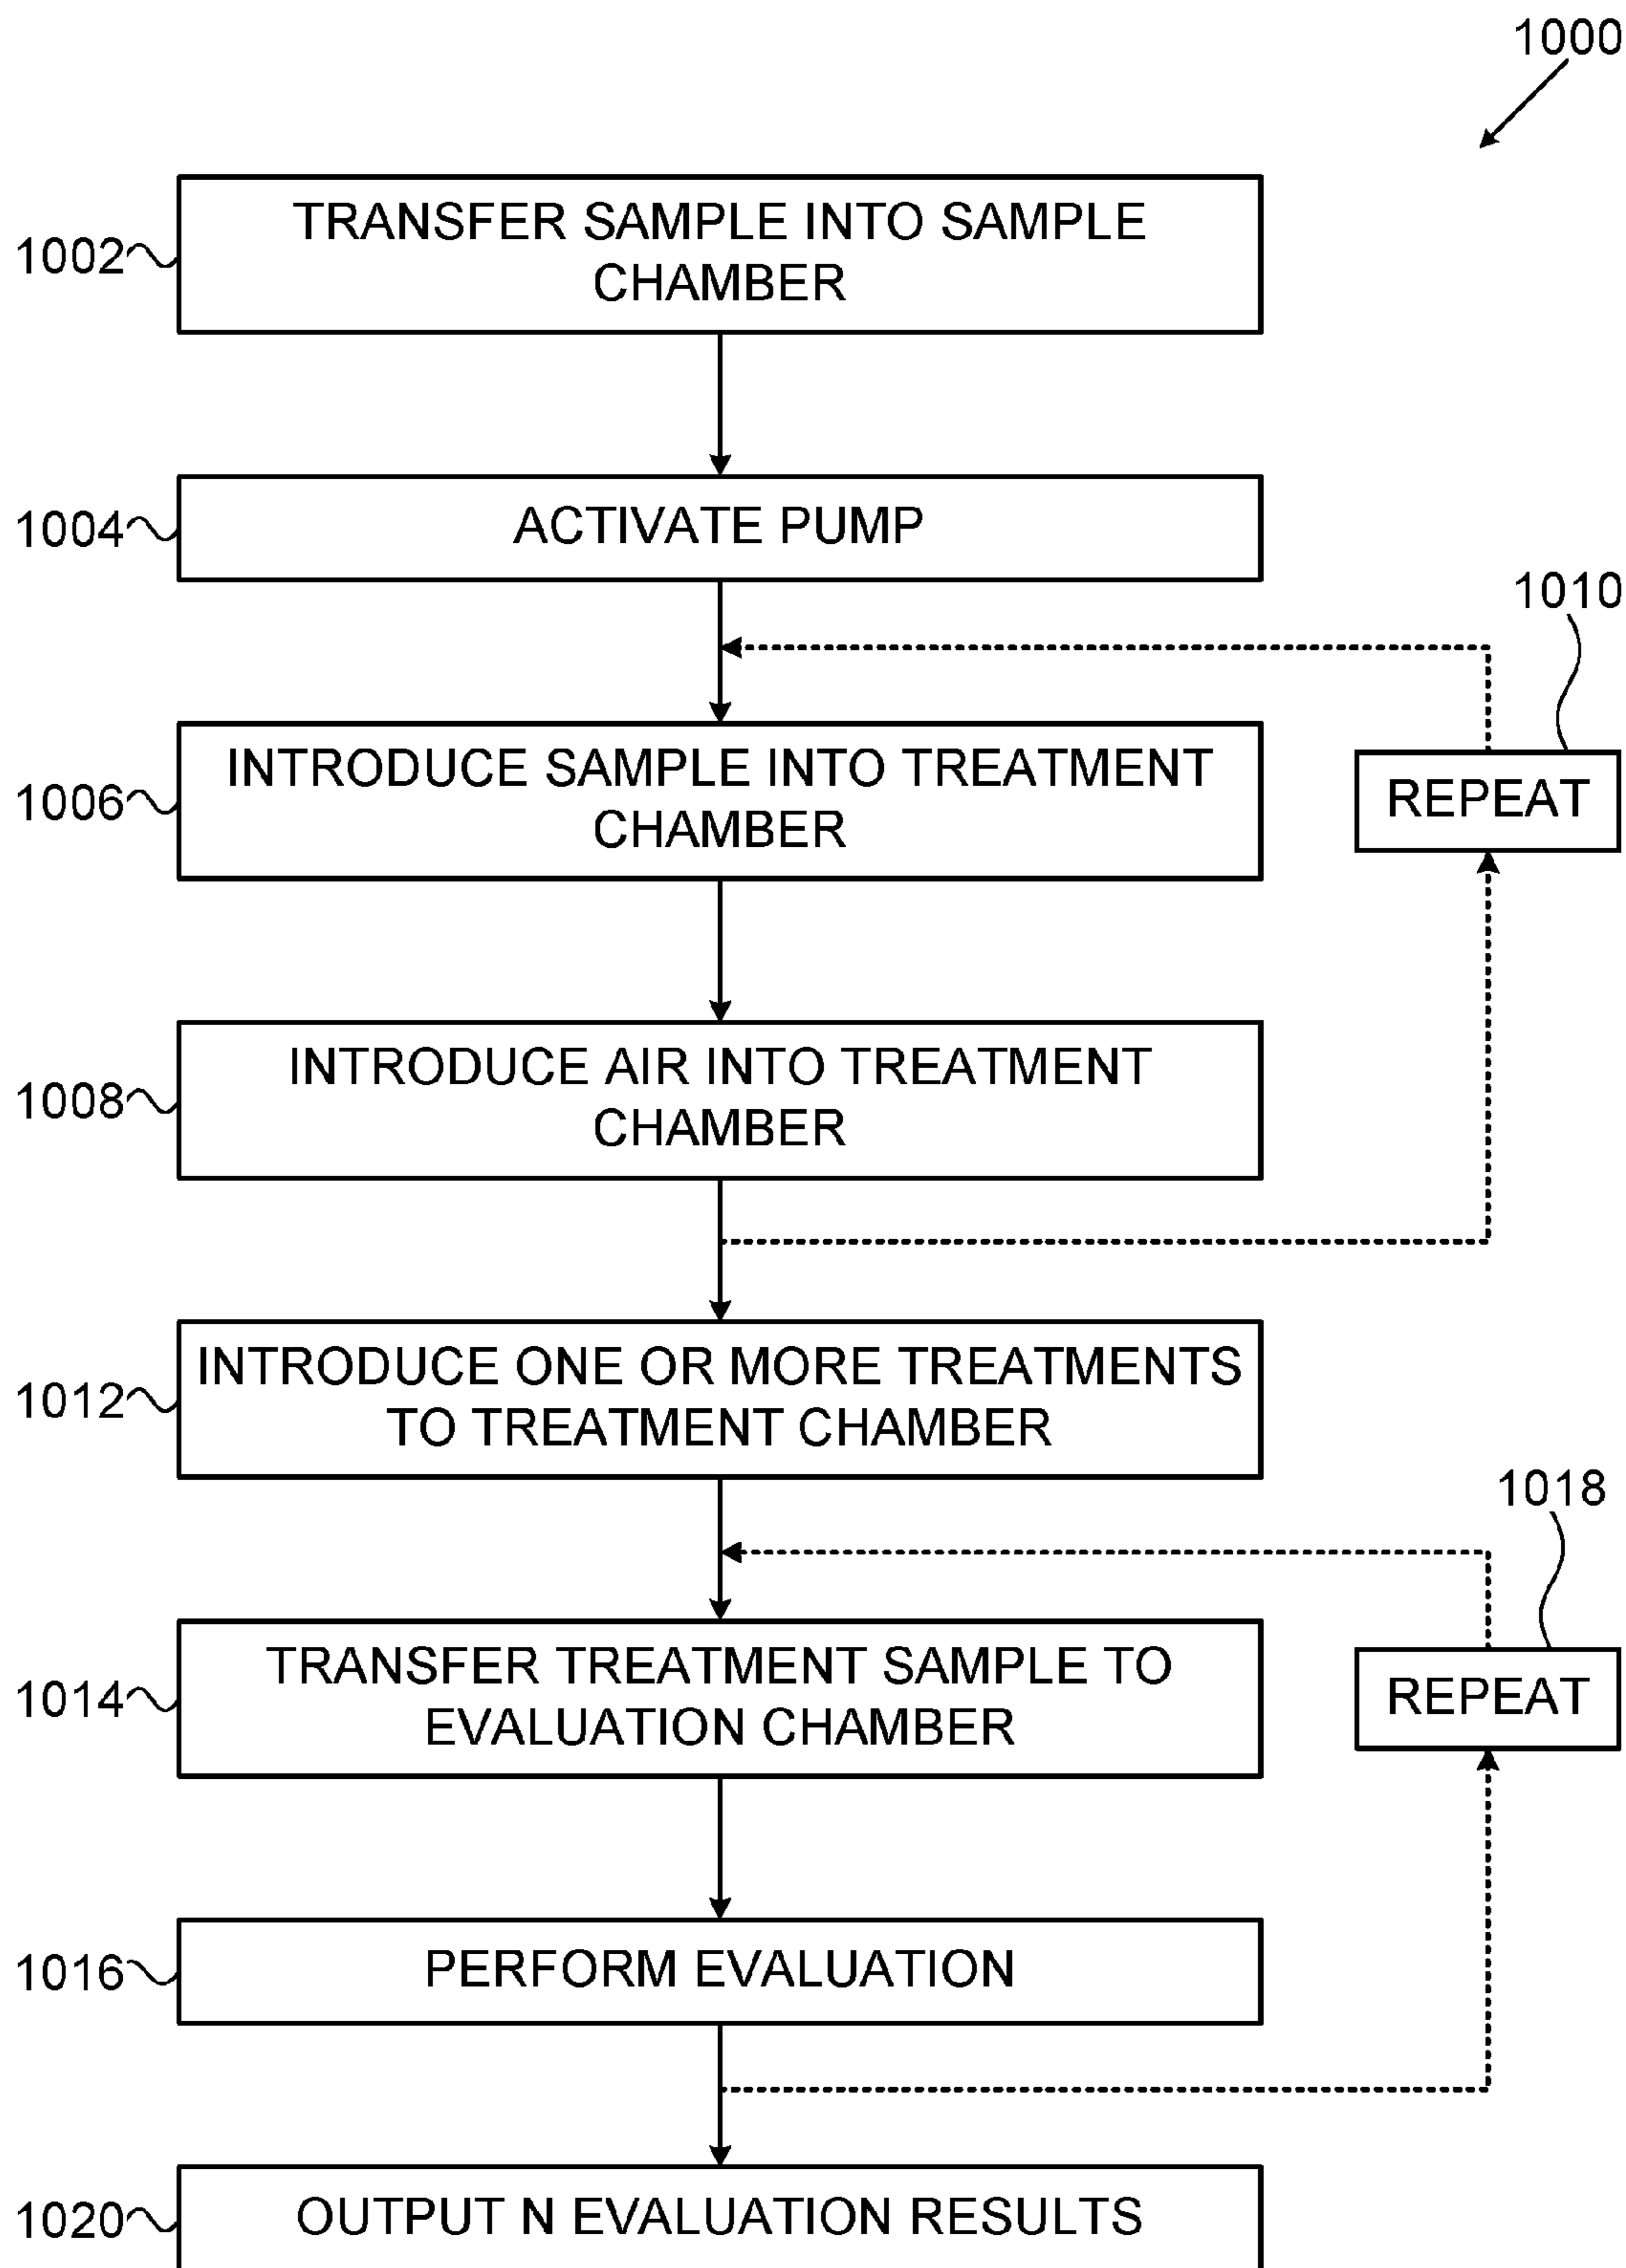 1000
1002
TRANSFER SAMPLE INTO SAMPLE
CHAMBER
1004
ACTIVATE PUMP
1010
REPEAT
1006
INTRODUCE SAMPLE INTO TREATMENT
CHAMBER
1008
INTRODUCE AIR INTO TREATMENT
CHAMBER
1012
INTRODUCE ONE OR MORE TREATMENTS
TO TREATMENT CHAMBER
1018
REPEAT
1014
TRANSFER TREATMENT SAMPLE TO
EVALUATION CHAMBER
1016
PERFORM EVALUATION
1020
OUTPUT N EVALUATION RESULTS